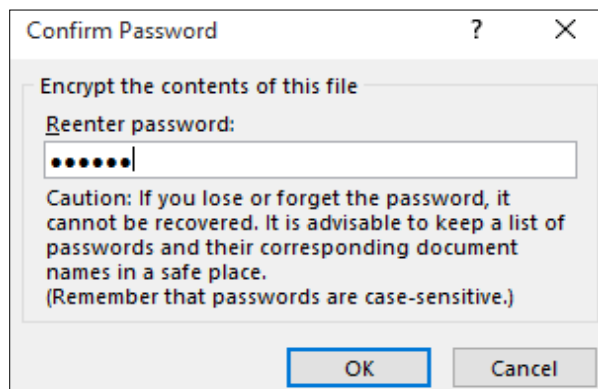 Confirm Password ? X
Encrypt the contents of this file
Reenter password:
●●●●●●
Caution: If you lose or forget the password, it
cannot be recovered. It is advisable to keep a list of
passwords and their corresponding document
names in a safe place.
(Remember that passwords are case-sensitive.)
OK Cancel